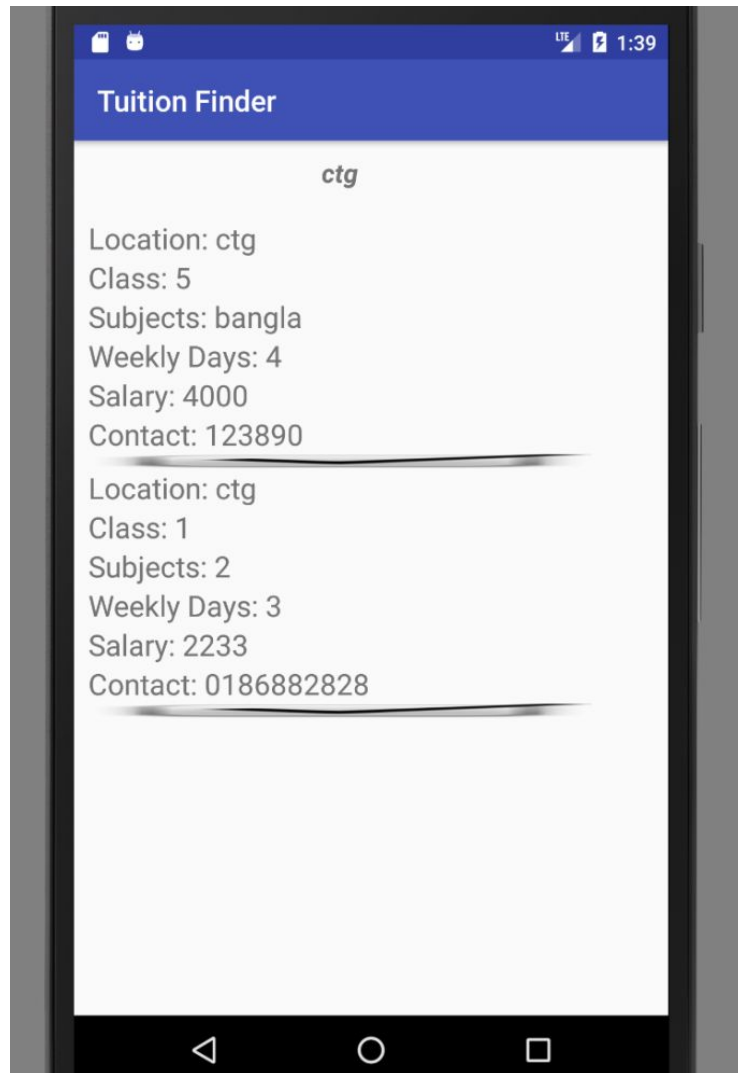 LTE 1:39
Tuition Finder
ctg
Location: ctg
Class: 5
Subjects: bangla
Weekly Days: 4
Salary: 4000
Contact: 123890
Location: ctg
Class: 1
Subjects: 2
Weekly Days: 3
Salary: 2233
Contact: 0186882828